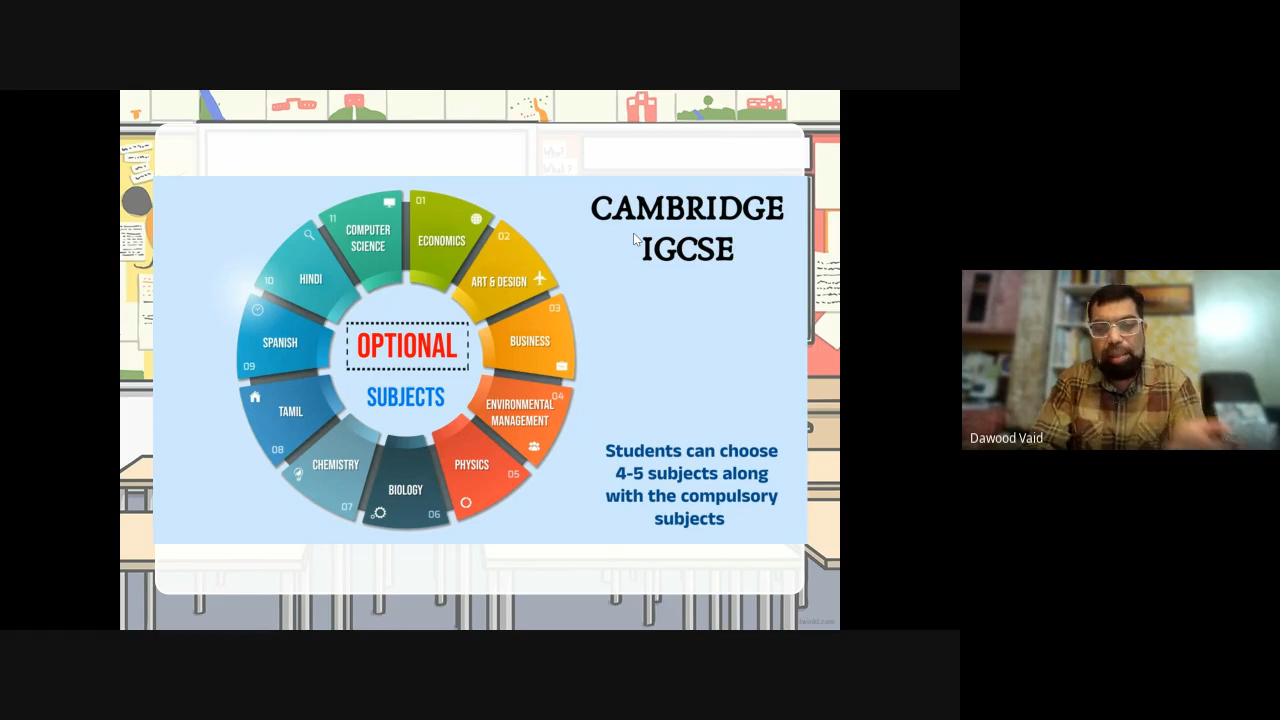 CAMBRIDGE
IGCSE
01
ECONOMICS
02
ART & DESIGN
03
BUSINESS
04
ENVIRONMENTAL
MANAGEMENT
05
PHYSICS
06
BIOLOGY
07
CHEMISTRY
08
TAMIL
09
SPANISH
10
HINDI
11
COMPUTER
SCIENCE
OPTIONAL
SUBJECTS
Students can choose
4-5 subjects along
with the compulsory
subjects
Dawood Vaid